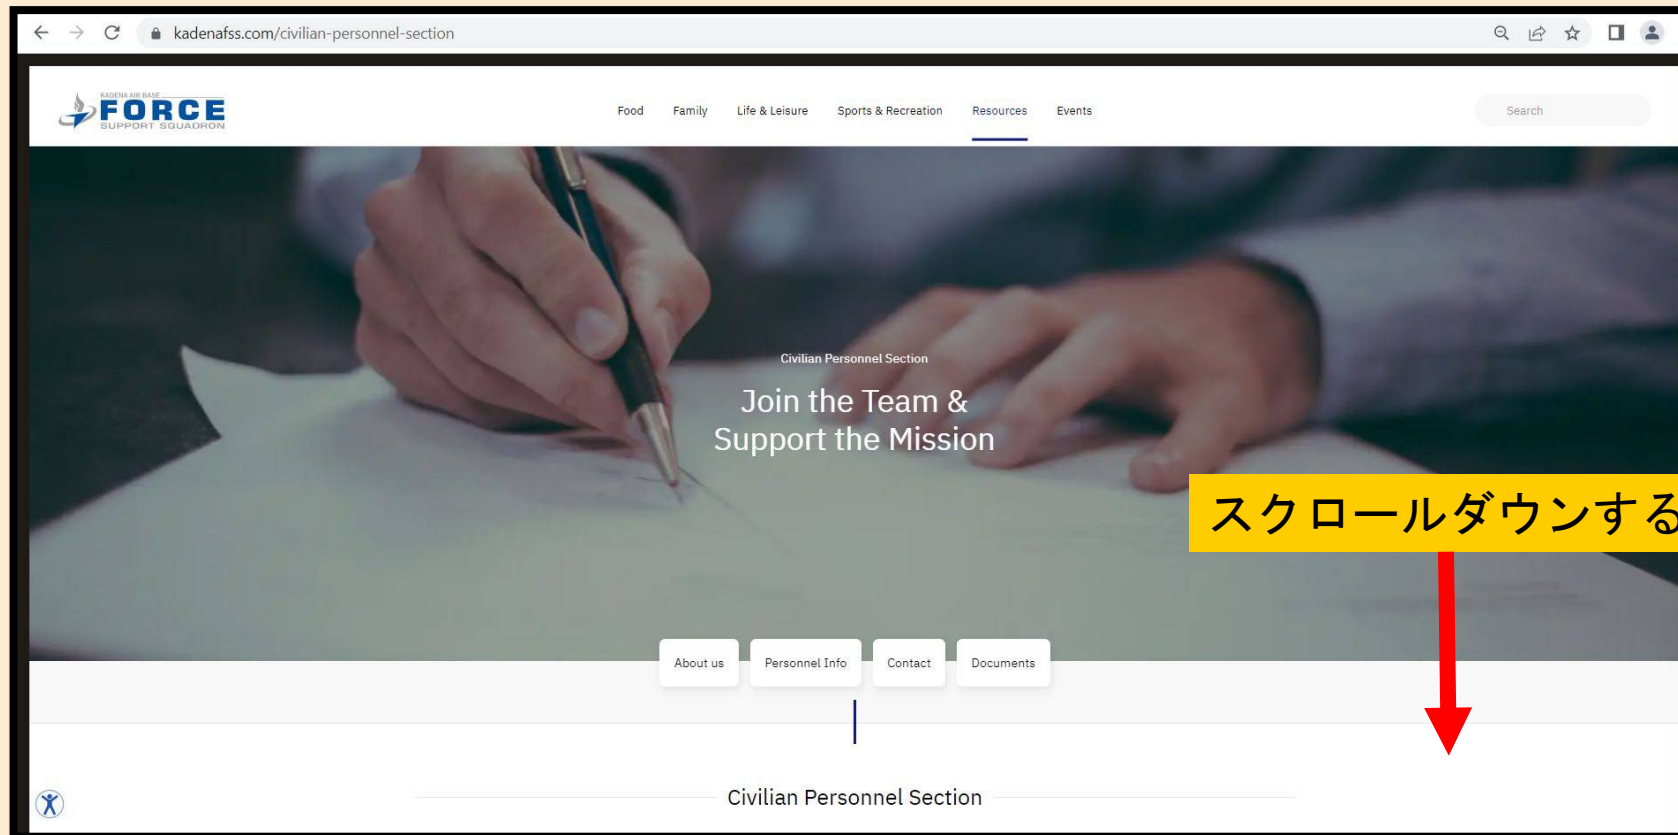 kadenafss.com/civilian-personnel-section
KADENA AIR BASE
FORCE
SUPPORT SQUADRON
Food Family Life & Leisure Sports & Recreation Resources Events
Search
Civilian Personnel Section
Join the Team &
Support the Mission
スクロールダウンする
About us Personnel Info Contact Documents
Civilian Personnel Section